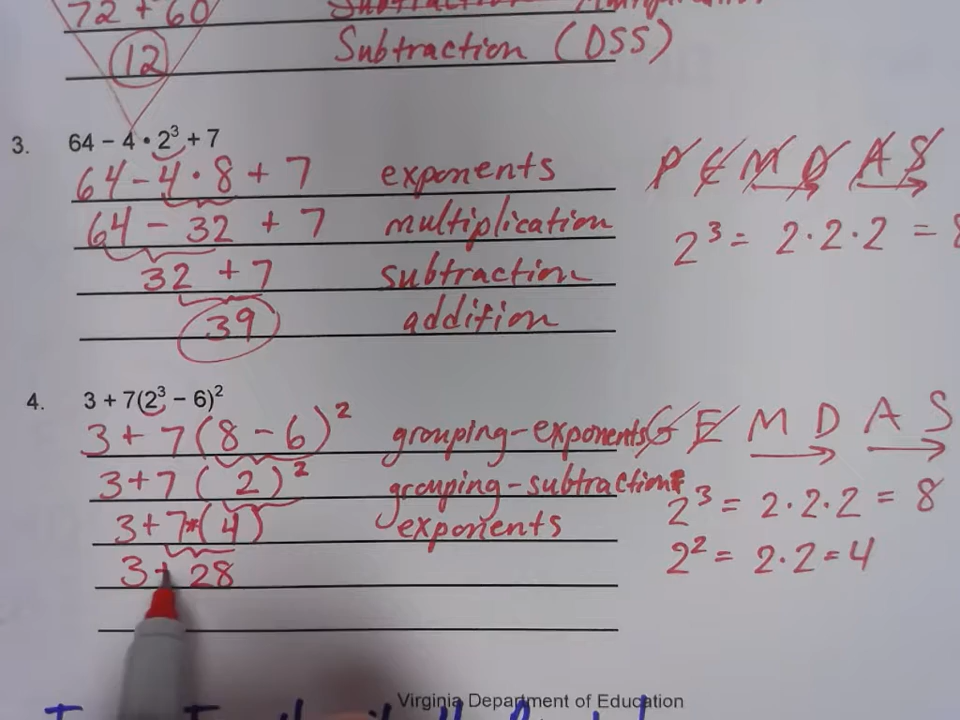 72 + 60
Subtraction
12 Subtraction (DSS)
3. 64 – 4 • 2³ + 7
64 - 4 · 8 + 7 exponents P E M D A S
64 - 32 + 7 multiplication 2³ = 2·2·2 = 8
32 + 7 subtraction
39 addition
4. 3 + 7(2³ – 6)²
3 + 7(8 - 6)² grouping-exponents G E M D A S
3 + 7 (2)² grouping-subtraction 2³ = 2·2·2 = 8
3 + 7*(4) exponents 2² = 2·2 = 4
3 + 28
Virginia Department of Education